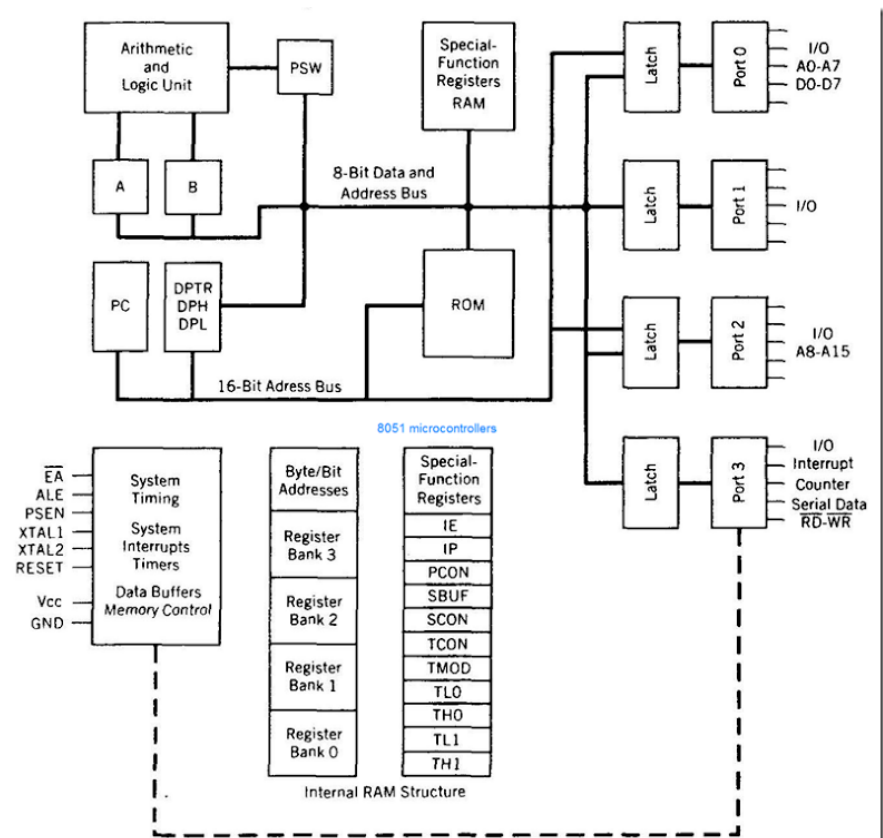 Arithmetic
and
Logic Unit
PSW
Special-
Function
Registers
RAM
Latch
Port 0
I/O
A0-A7
D0-D7
A
B
8-Bit Data and
Address Bus
Latch
Port 1
I/O
PC
DPTR
DPH
DPL
ROM
Latch
Port 2
I/O
A8-A15
16-Bit Adress Bus
8051 microcontrollers
EA
ALE
PSEN
XTAL1
XTAL2
RESET
Vcc
GND
System
Timing
System
Interrupts
Timers
Data Buffers
Memory Control
Byte/Bit
Addresses
Register
Bank 3
Register
Bank 2
Register
Bank 1
Register
Bank 0
Special-
Function
Registers
IE
IP
PCON
SBUF
SCON
TCON
TMOD
TL0
TH0
TL1
TH1
Internal RAM Structure
Latch
Port 3
I/O
Interrupt
Counter
Serial Data
RD-WR